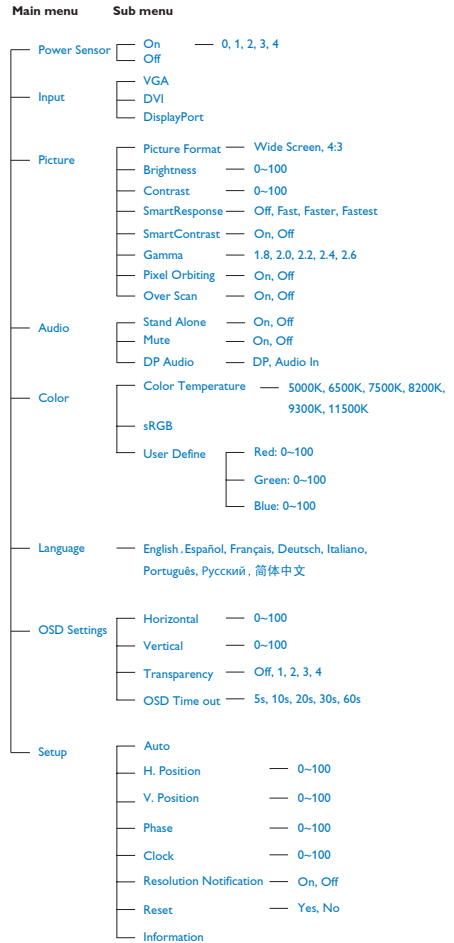 Main menu Sub menu
Power Sensor On 0, 1, 2, 3, 4
Off
Input VGA
DVI
DisplayPort
Picture Picture Format Wide Screen, 4:3
Brightness 0~100
Contrast 0~100
SmartResponse Off, Fast, Faster, Fastest
SmartContrast On, Off
Gamma 1.8, 2.0, 2.2, 2.4, 2.6
Pixel Orbiting On, Off
Over Scan On, Off
Audio Stand Alone On, Off
Mute On, Off
DP Audio DP, Audio In
Color Color Temperature 5000K, 6500K, 7500K, 8200K,
9300K, 11500K
sRGB
User Define Red: 0~100
Green: 0~100
Blue: 0~100
Language English , Español, Français, Deutsch, Italiano,
Português, Русский , 简体中文
OSD Settings Horizontal 0~100
Vertical 0~100
Transparency Off, 1, 2, 3, 4
OSD Time out 5s, 10s, 20s, 30s, 60s
Setup Auto
H. Position 0~100
V. Position 0~100
Phase 0~100
Clock 0~100
Resolution Notification On, Off
Reset Yes, No
Information